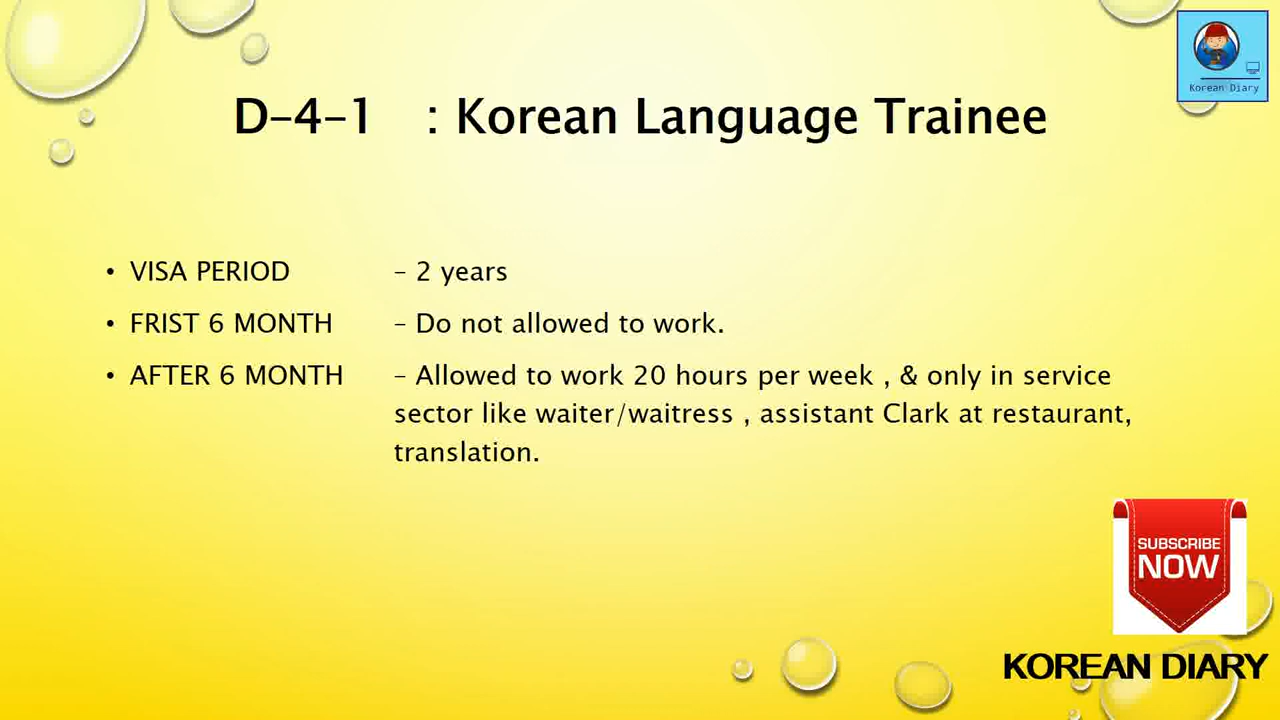 Korean Diary
D-4-1 : Korean Language Trainee
• VISA PERIOD – 2 years
• FRIST 6 MONTH – Do not allowed to work.
• AFTER 6 MONTH – Allowed to work 20 hours per week , & only in service
sector like waiter/waitress , assistant Clark at restaurant,
translation.
SUBSCRIBE
NOW
KOREAN DIARY